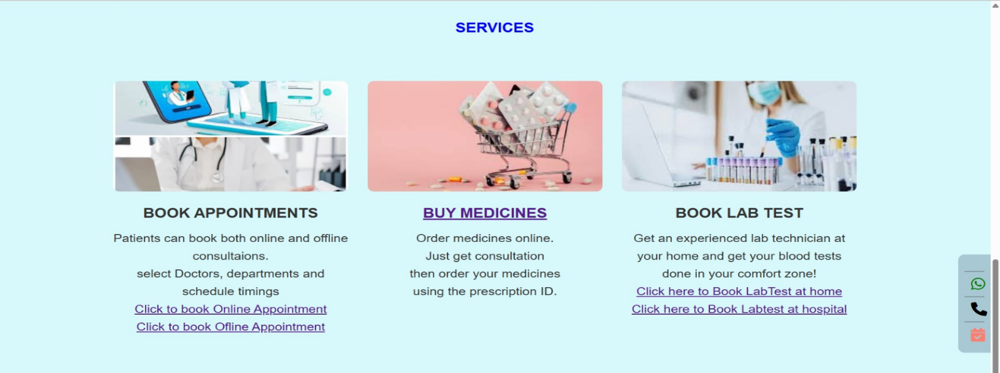 SERVICES
BOOK APPOINTMENTS
Patients can book both online and offline
consultaions.
select Doctors, departments and
schedule timings
Click to book Online Appointment
Click to book Ofline Appointment
BUY MEDICINES
Order medicines online.
Just get consultation
then order your medicines
using the prescription ID.
BOOK LAB TEST
Get an experienced lab technician at
your home and get your blood tests
done in your comfort zone!
Click here to Book LabTest at home
Click here to Book Labtest at hospital